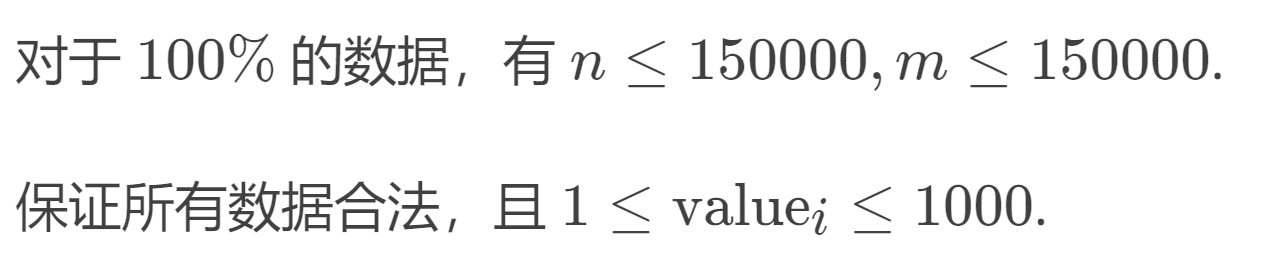 对于 100% 的数据，有 n ≤ 150000, m ≤ 150000.
保证所有数据合法，且 1 ≤ valueᵢ ≤ 1000.